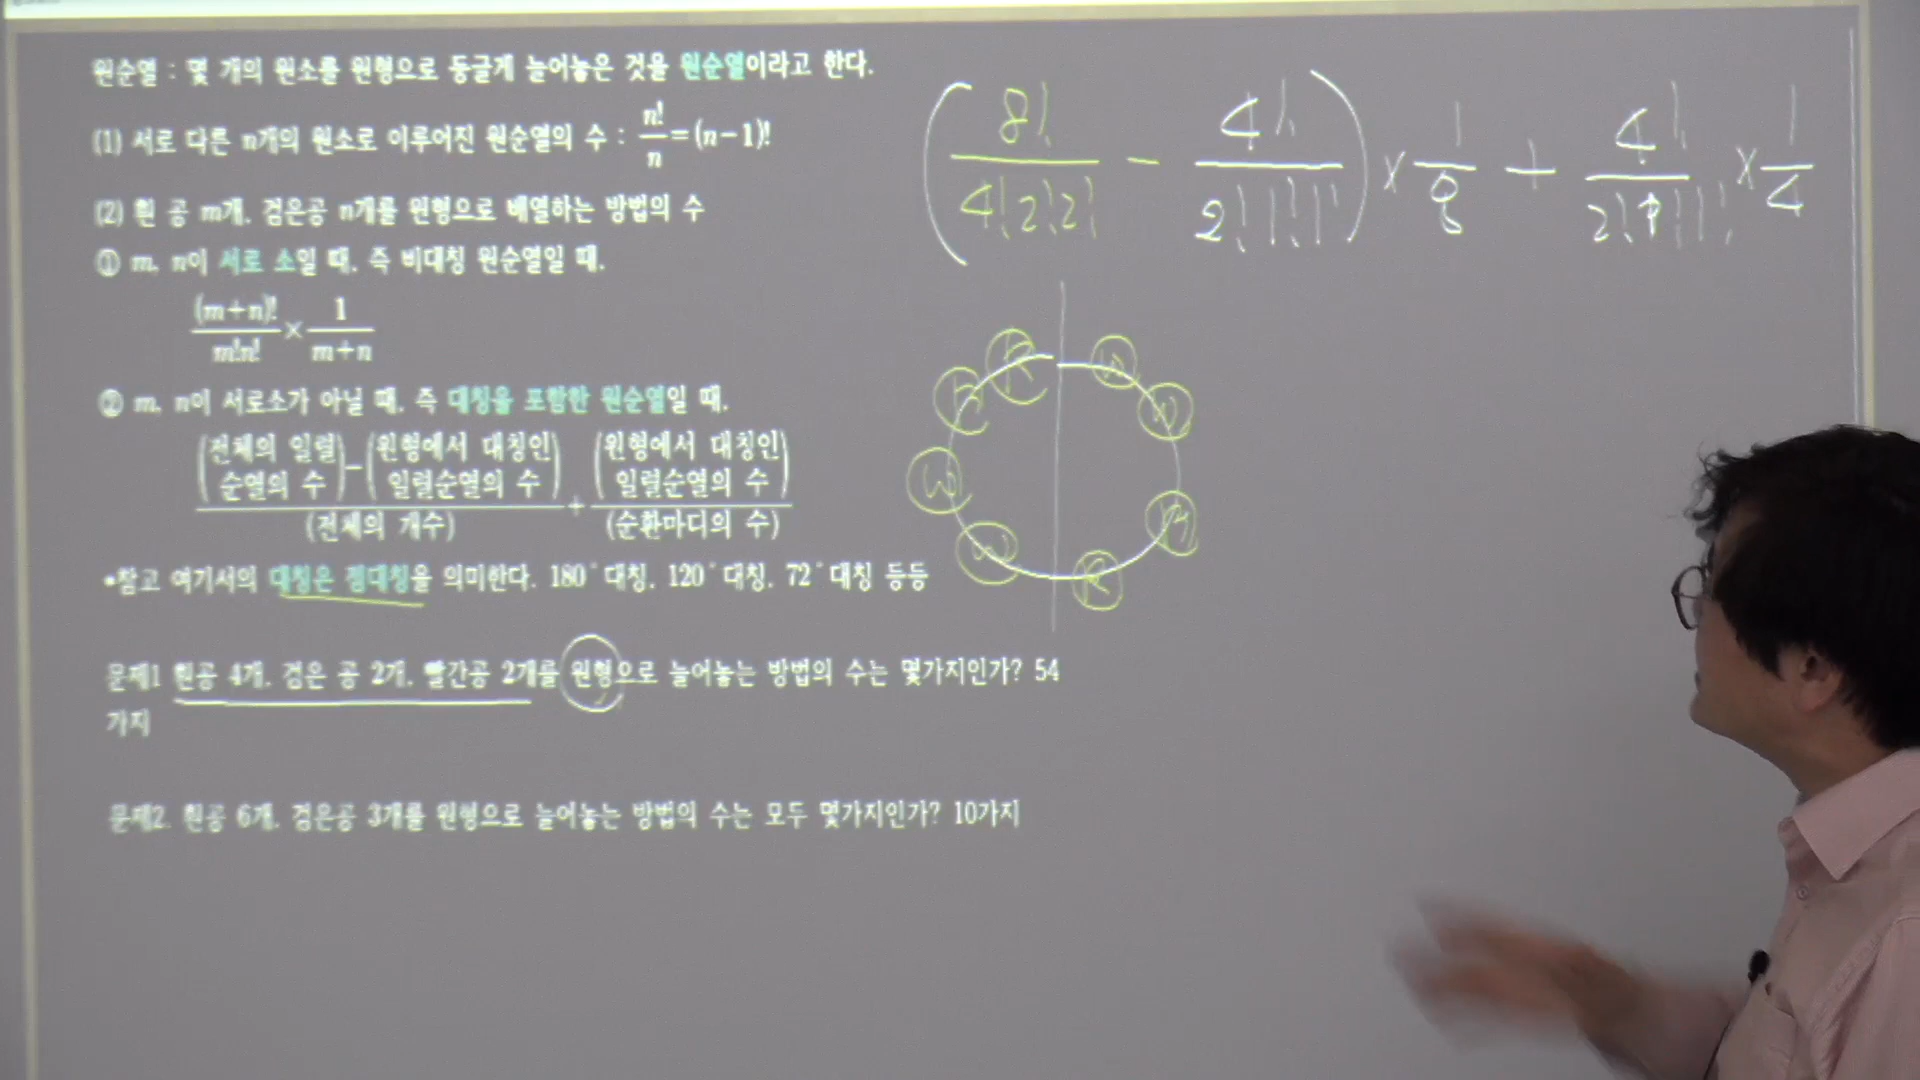 원순열 : 몇 개의 원소를 원형으로 둥글게 늘어놓은 것을 원순열이라고 한다.
(1) 서로 다른 n개의 원소로 이루어진 원순열의 수 : n!/n = (n-1)!
(2) 흰 공 m개, 검은공 n개를 원형으로 배열하는 방법의 수
① m, n이 서로 소일 때, 즉 비대칭 원순열일 때,
(m+n)!/m!n! × 1/m+n
② m, n이 서로소가 아닐 때, 즉 대칭을 포함한 원순열일 때,
(전체의 일렬 순열의 수) - (원형에서 대칭인 일렬순열의 수) / (전체의 개수) + (원형에서 대칭인 일렬순열의 수) / (순환마디의 수)
•참고 여기서의 대칭은 점대칭을 의미한다. 180°대칭, 120°대칭, 72°대칭 등등
문제1 흰공 4개, 검은 공 2개, 빨간공 2개를 원형으로 늘어놓는 방법의 수는 몇가지인가? 54
가지
문제2. 흰공 6개, 검은공 3개를 원형으로 늘어놓는 방법의 수는 모두 몇가지인가? 10가지
(8!/4!2!2! - 4!/2!1!1!) × 1/8 + 4!/2!1!1! × 1/4
R W
W
W
W R